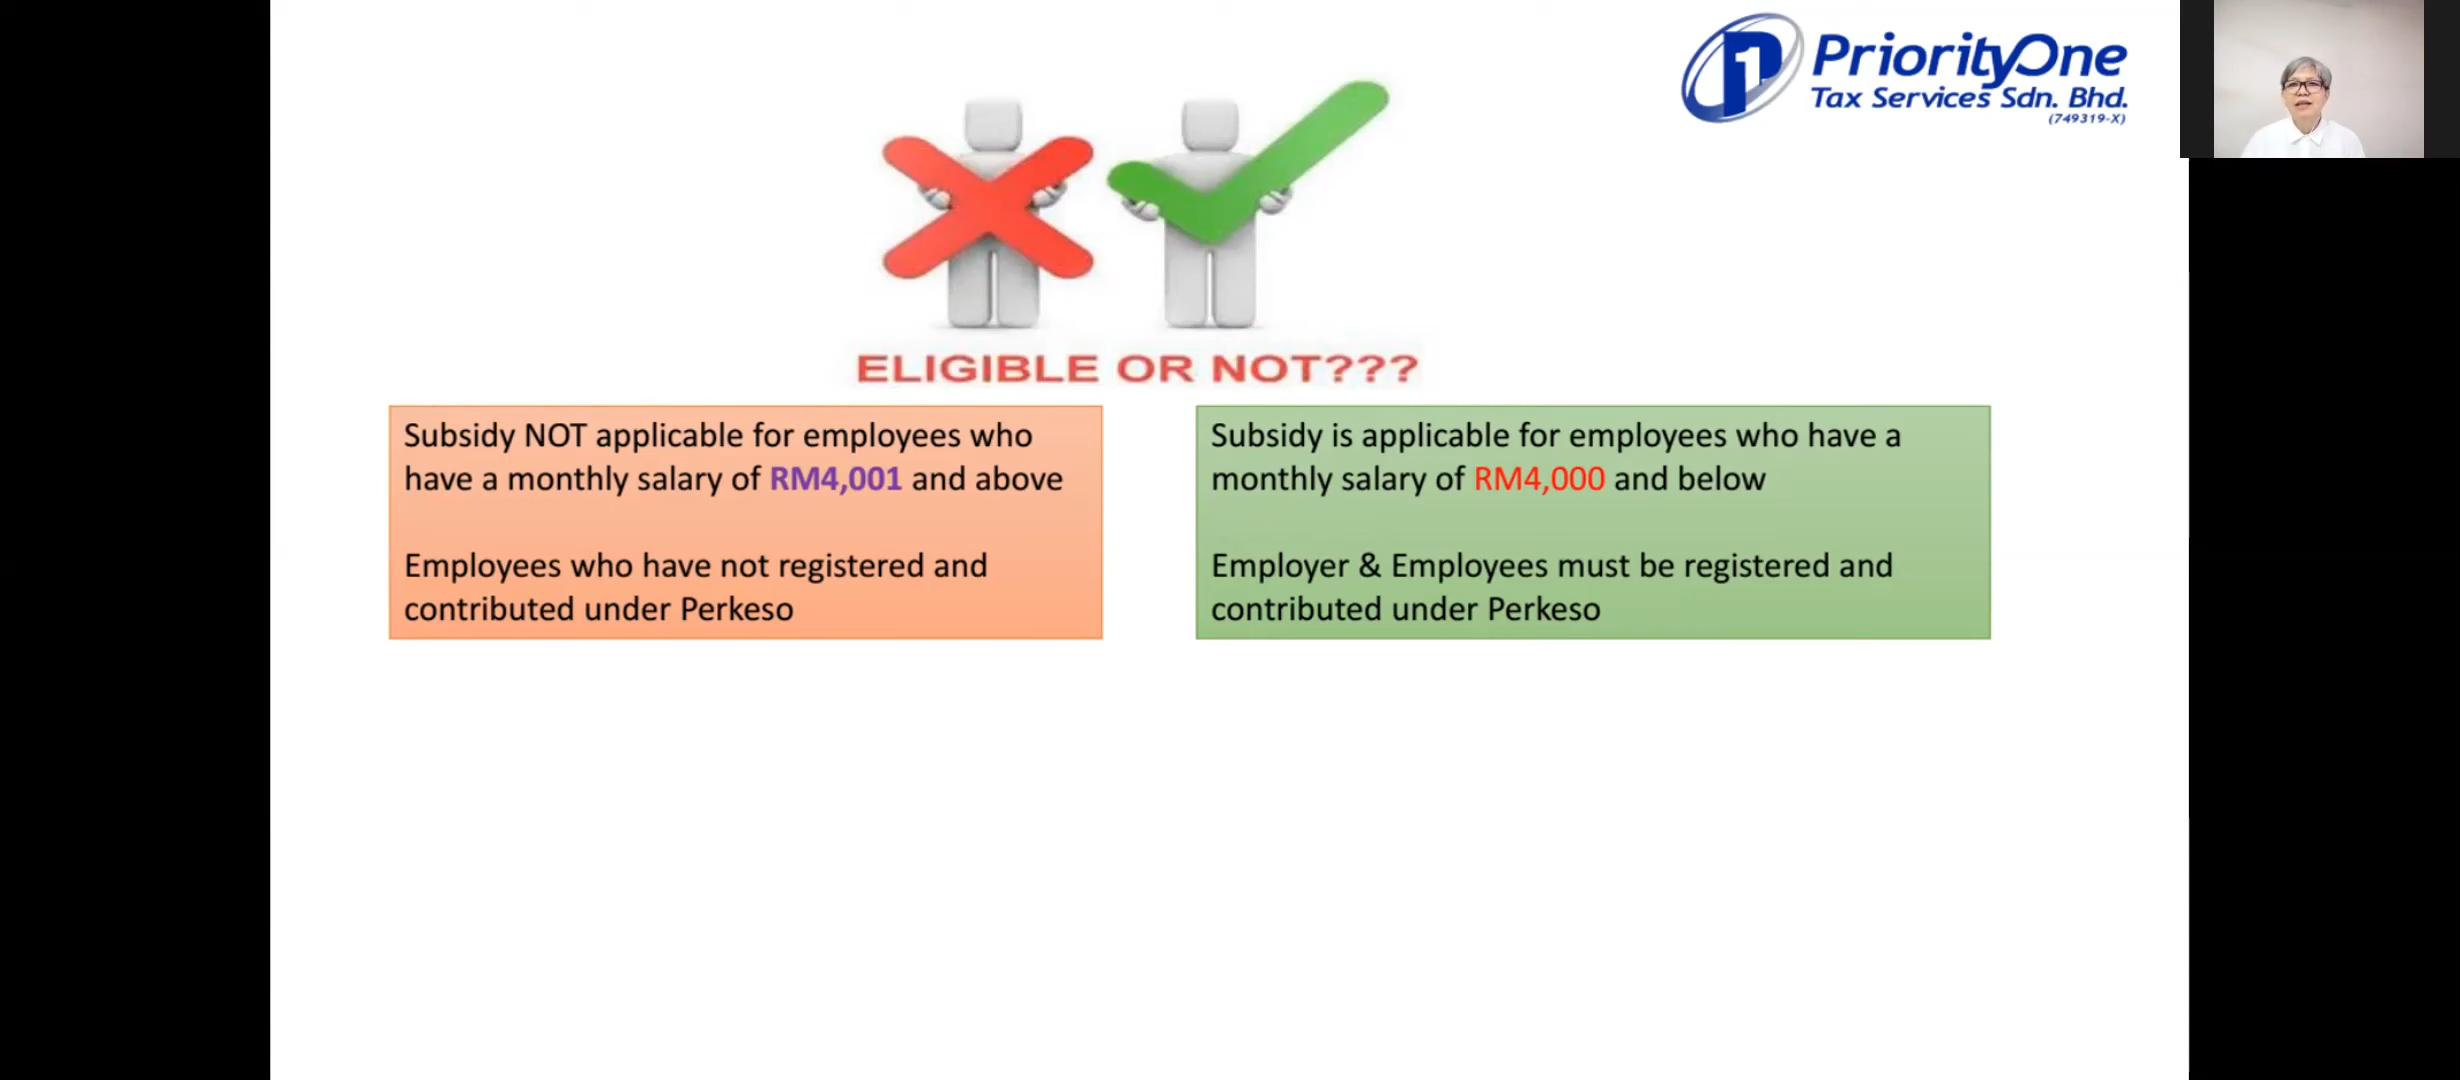 PriorityOne
Tax Services Sdn. Bhd.
(749319-X)
ELIGIBLE OR NOT???
Subsidy NOT applicable for employees who
have a monthly salary of RM4,001 and above
Employees who have not registered and
contributed under Perkeso
Subsidy is applicable for employees who have a
monthly salary of RM4,000 and below
Employer & Employees must be registered and
contributed under Perkeso